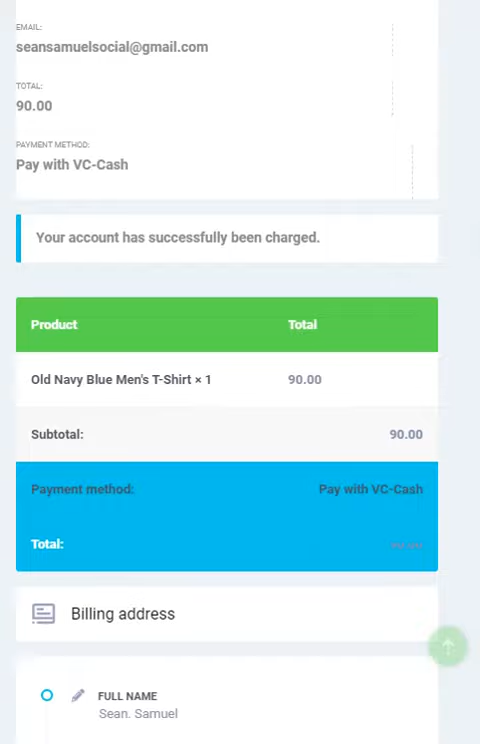 EMAIL:
seansamuelsocial@gmail.com
TOTAL:
90.00
PAYMENT METHOD:
Pay with VC-Cash
Your account has successfully been charged.
Product Total
Old Navy Blue Men's T-Shirt × 1 90.00
Subtotal: 90.00
Payment method: Pay with VC-Cash
Total:
Billing address
FULL NAME
Sean. Samuel